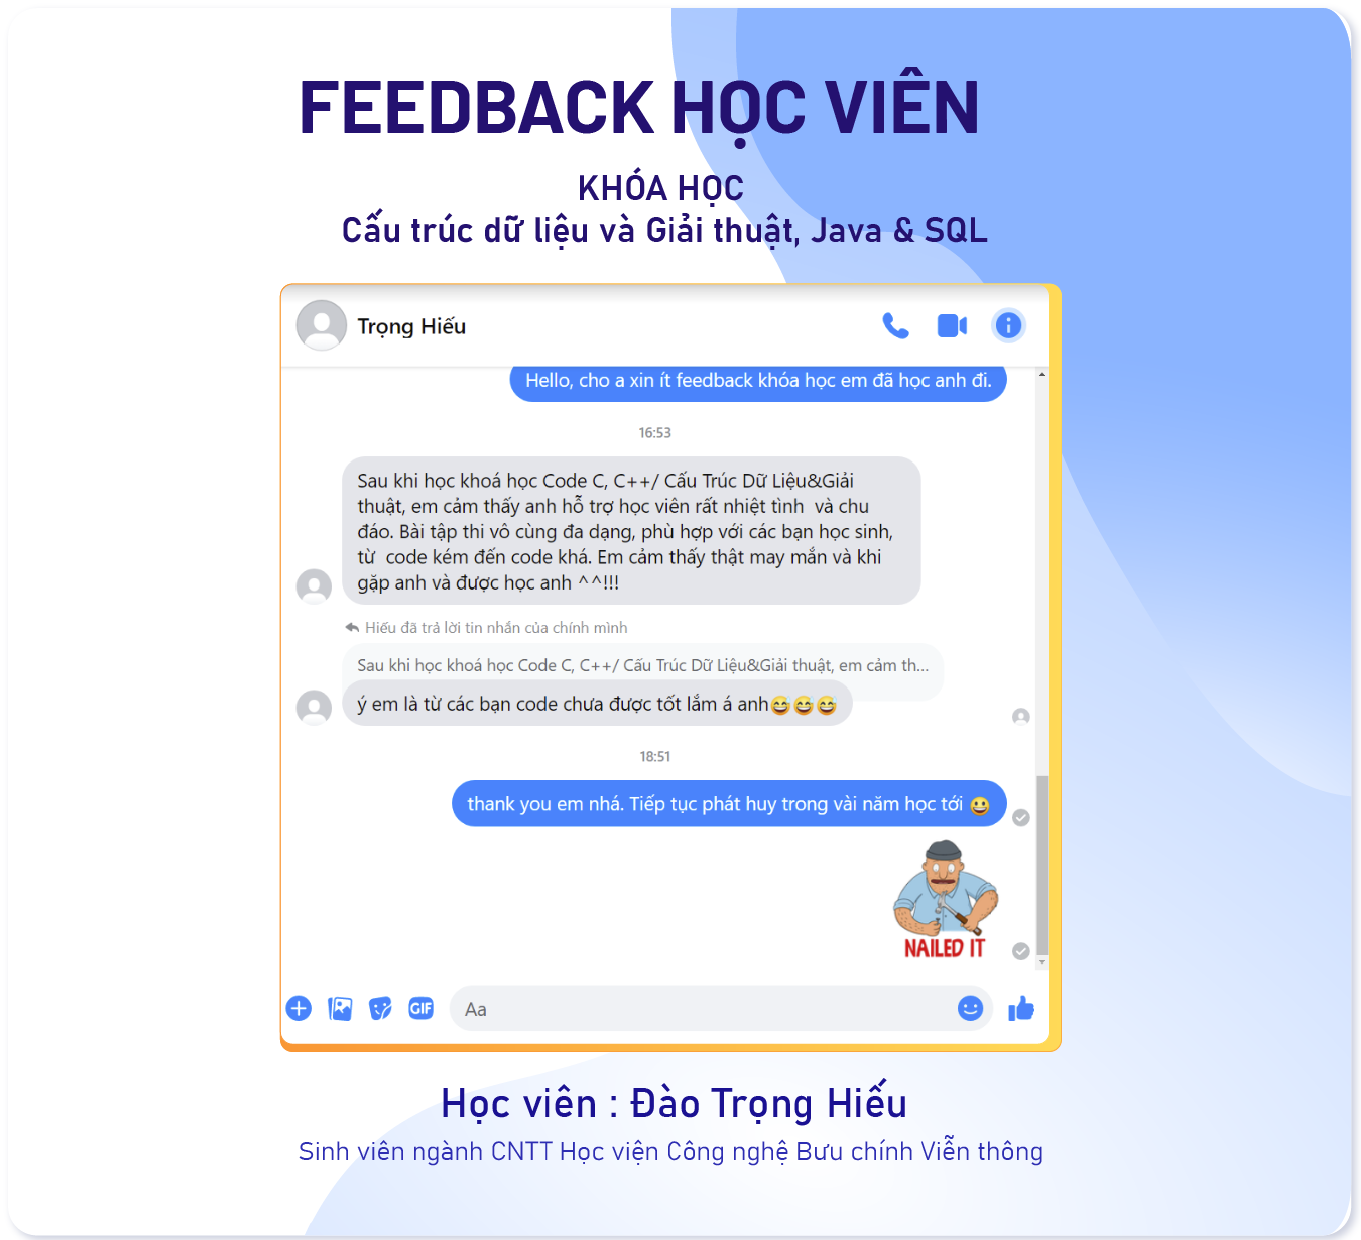 FEEDBACK HỌC VIÊN
KHÓA HỌC
Cấu trúc dữ liệu và Giải thuật, Java & SQL
Trọng Hiếu
Hello, cho a xin ít feedback khóa học em đã học anh đi.
16:53
Sau khi học khoá học Code C, C++/ Cấu Trúc Dữ Liệu&Giải
thuật, em cảm thấy anh hỗ trợ học viên rất nhiệt tình và chu
đáo. Bài tập thi vô cùng đa dạng, phù hợp với các bạn học sinh,
từ code kém đến code khá. Em cảm thấy thật may mắn và khi
gặp anh và được học anh ^^!!!
Hiếu đã trả lời tin nhắn của chính mình
Sau khi học khoá học Code C, C++/ Cấu Trúc Dữ Liệu&Giải thuật, em cảm th...
ý em là từ các bạn code chưa được tốt lắm á anh😅😅😅
18:51
thank you em nhá. Tiếp tục phát huy trong vài năm học tới 😃
NAILED IT
GIF
Aa
Học viên : Đào Trọng Hiếu
Sinh viên ngành CNTT Học viện Công nghệ Bưu chính Viễn thông